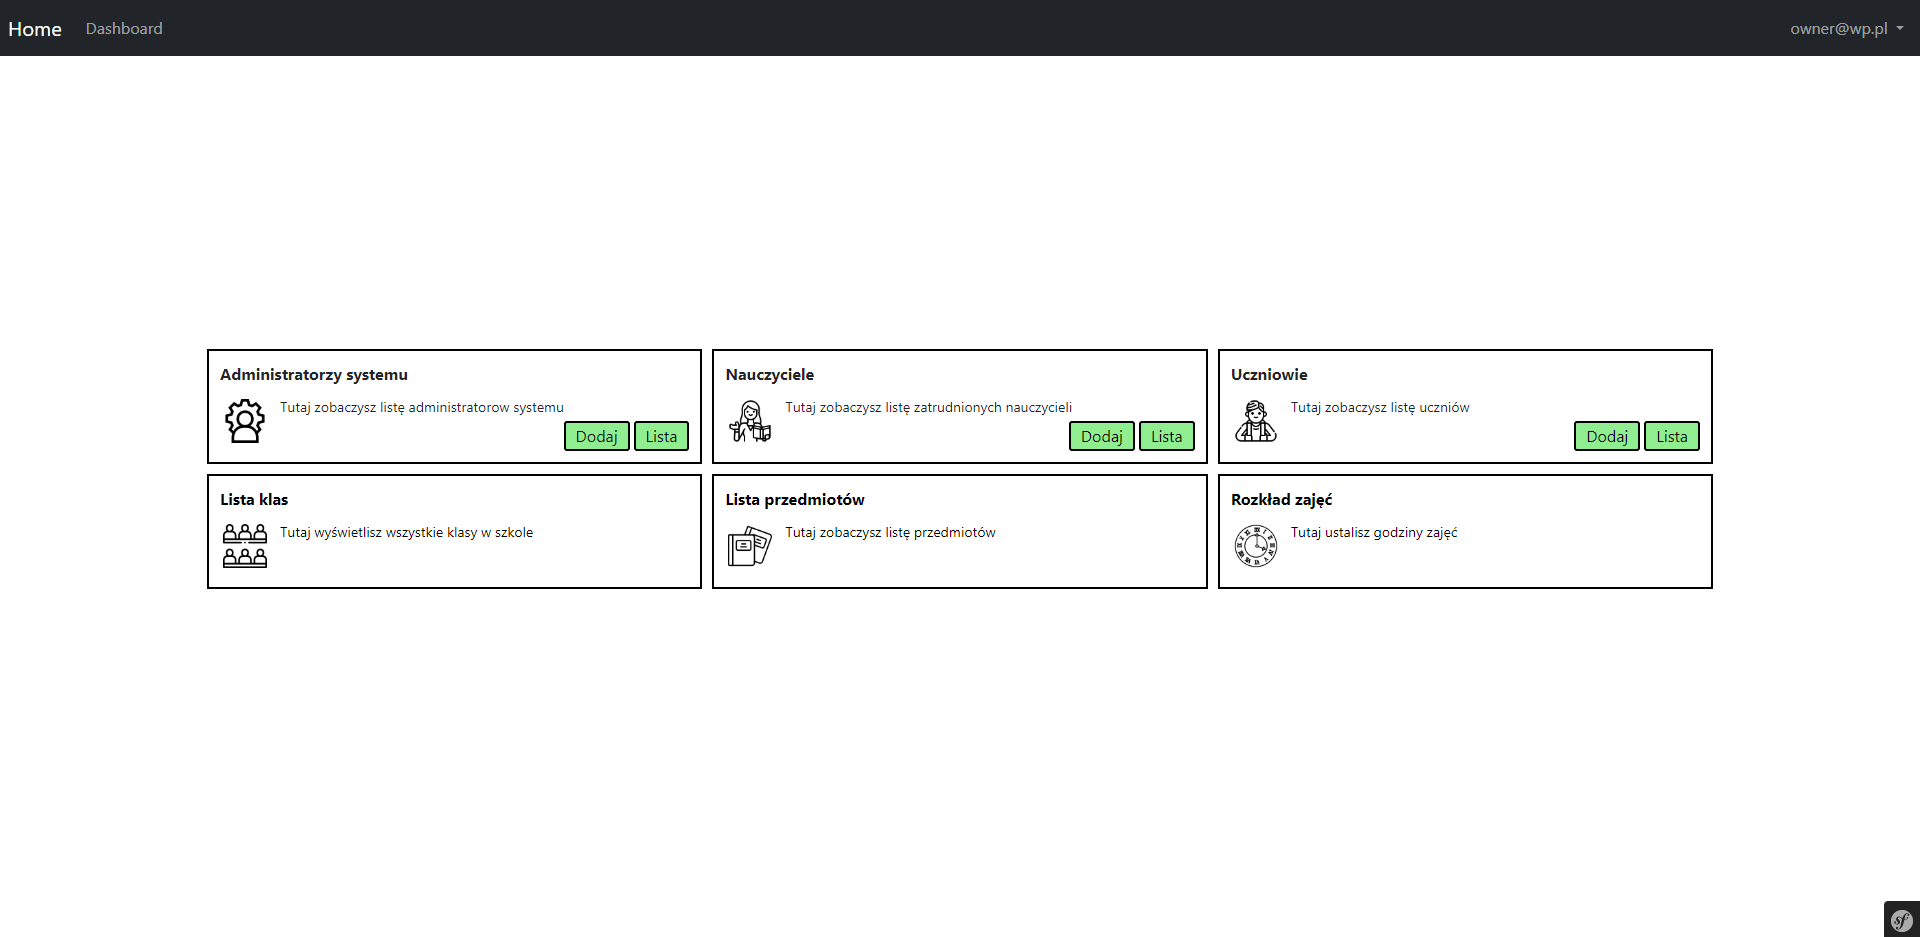 Home Dashboard owner@wp.pl
Administratorzy systemu
Tutaj zobaczysz listę administratorow systemu
Dodaj Lista
Nauczyciele
Tutaj zobaczysz listę zatrudnionych nauczycieli
Dodaj Lista
Uczniowie
Tutaj zobaczysz listę uczniów
Dodaj Lista
Lista klas
Tutaj wyświetlisz wszystkie klasy w szkole
Lista przedmiotów
Tutaj zobaczysz listę przedmiotów
Rozkład zajęć
Tutaj ustalisz godziny zajęć
sf